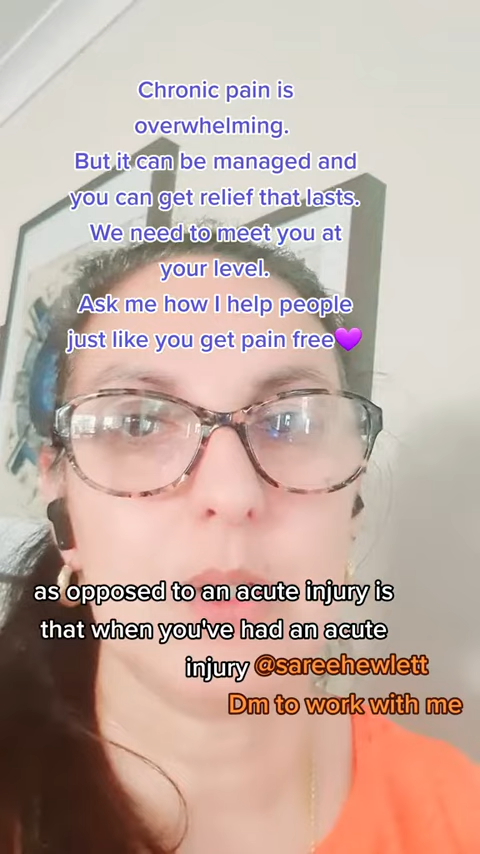 Chronic pain is
overwhelming.
But it can be managed and
you can get relief that lasts.
We need to meet you at
your level.
Ask me how I help people
just like you get pain free💜
as opposed to an acute injury is
that when you've had an acute
injury @sareehewlett
Dm to work with me